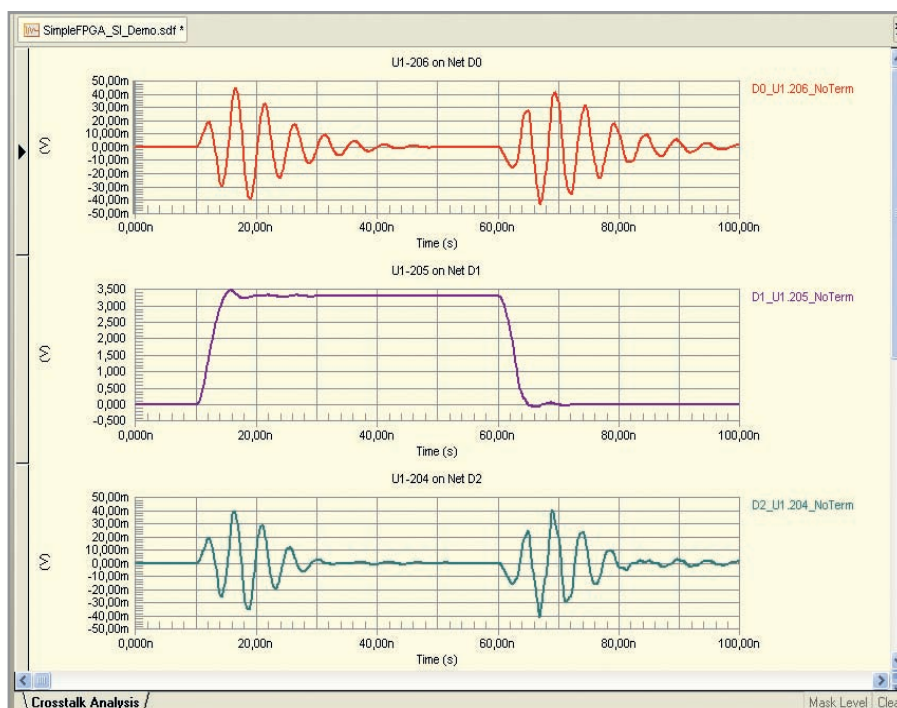 SimpleFPGA_SI_Demo.sdf *
U1-206 on Net D0
50,00m
40,00m
30,00m
20,00m
10,00m
0,000m
-10,00m
-20,00m
-30,00m
-40,00m
-50,00m
(V)
D0_U1.206_NoTerm
0,000n 20,00n 40,00n 60,00n 80,00n 100,00n
Time (s)
U1-205 on Net D1
3,500
3,000
2,500
2,000
1,500
1,000
0,500
0,000
-0,500
(V)
D1_U1.205_NoTerm
0,000n 20,00n 40,00n 60,00n 80,00n 100,00n
Time (s)
U1-204 on Net D2
50,00m
40,00m
30,00m
20,00m
10,00m
0,000m
-10,00m
-20,00m
-30,00m
-40,00m
-50,00m
(V)
D2_U1.204_NoTerm
0,000n 20,00n 40,00n 60,00n 80,00n 100,00n
Time (s)
Crosstalk Analysis
Mask Level Clea